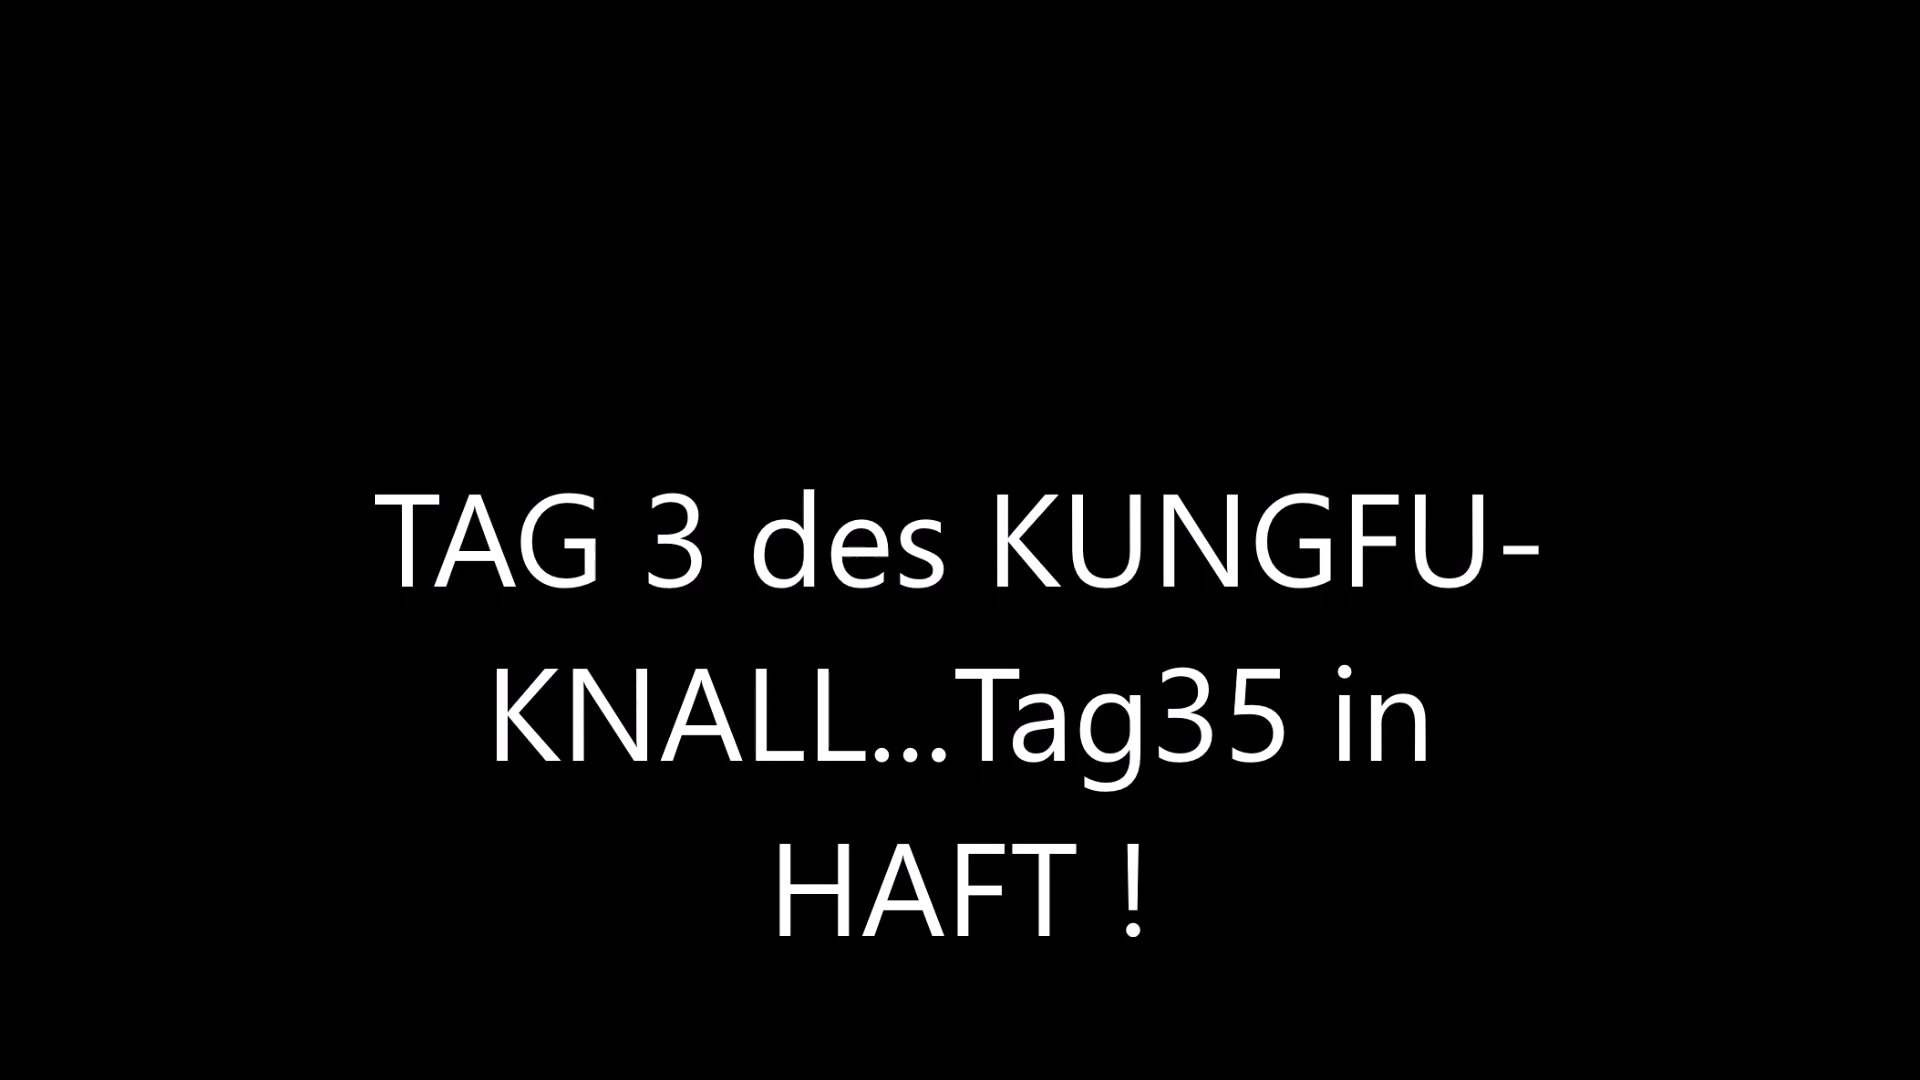 TAG 3 des KUNGFU-
KNALL...Tag35 in
HAFT !